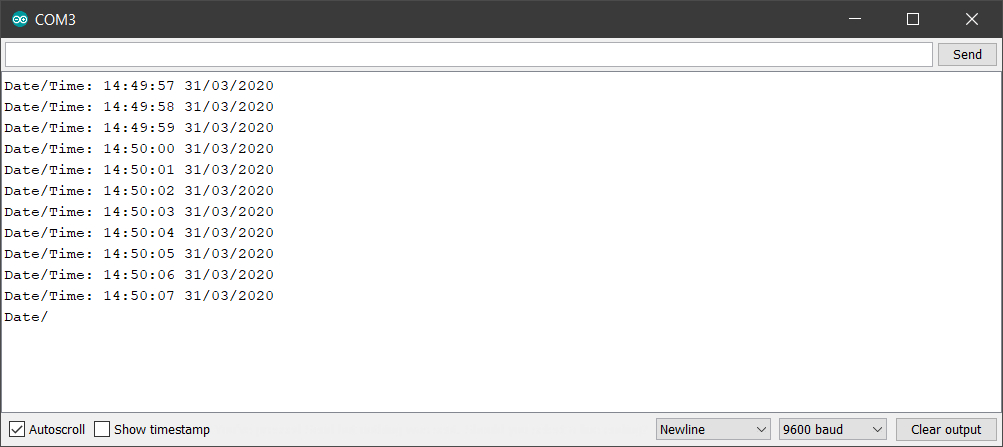 COM3
Send
Date/Time: 14:49:57 31/03/2020
Date/Time: 14:49:58 31/03/2020
Date/Time: 14:49:59 31/03/2020
Date/Time: 14:50:00 31/03/2020
Date/Time: 14:50:01 31/03/2020
Date/Time: 14:50:02 31/03/2020
Date/Time: 14:50:03 31/03/2020
Date/Time: 14:50:04 31/03/2020
Date/Time: 14:50:05 31/03/2020
Date/Time: 14:50:06 31/03/2020
Date/Time: 14:50:07 31/03/2020
Date/
Autoscroll Show timestamp Newline 9600 baud Clear output